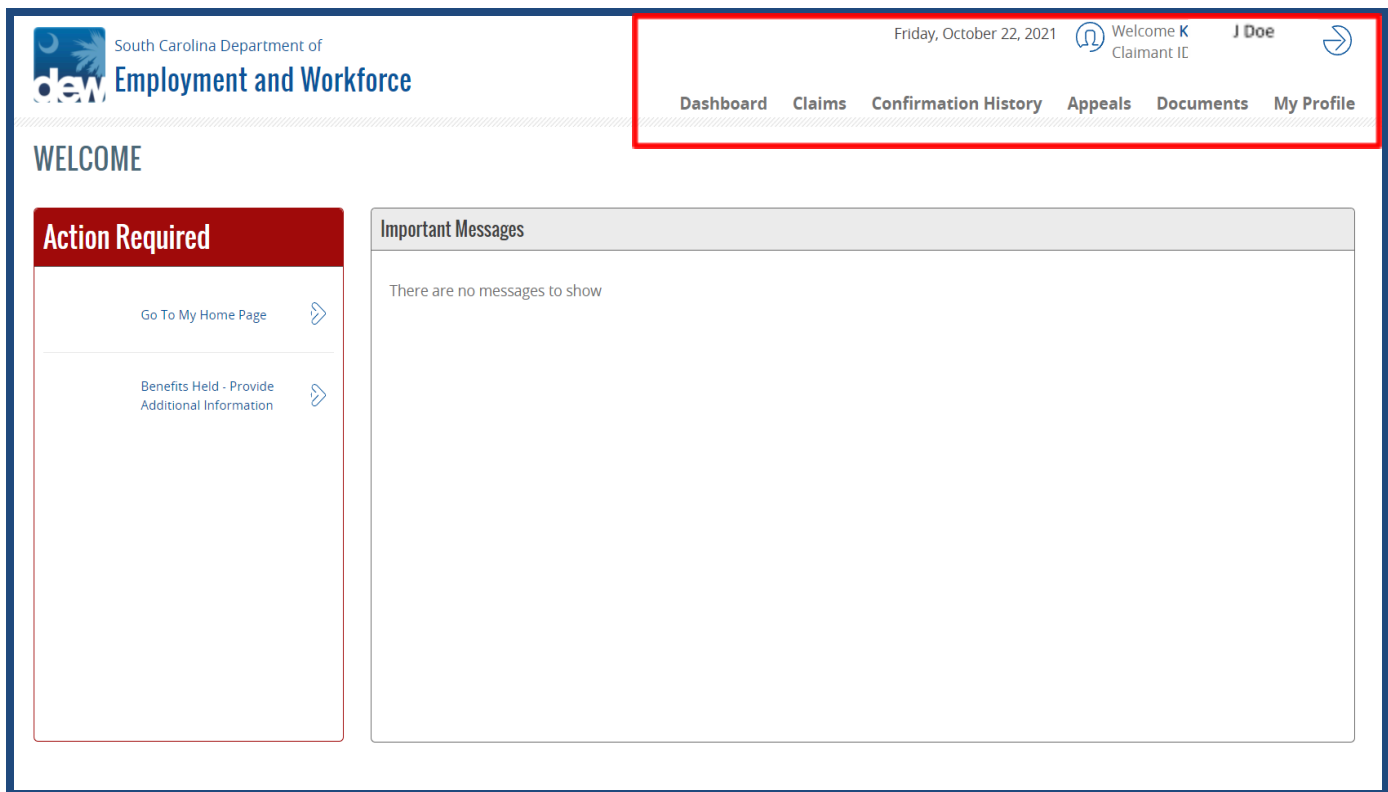 dew
South Carolina Department of
Employment and Workforce
Friday, October 22, 2021
Welcome K J Doe
Claimant ID
Dashboard Claims Confirmation History Appeals Documents My Profile
WELCOME
Action Required
Go To My Home Page
Benefits Held - Provide
Additional Information
Important Messages
There are no messages to show